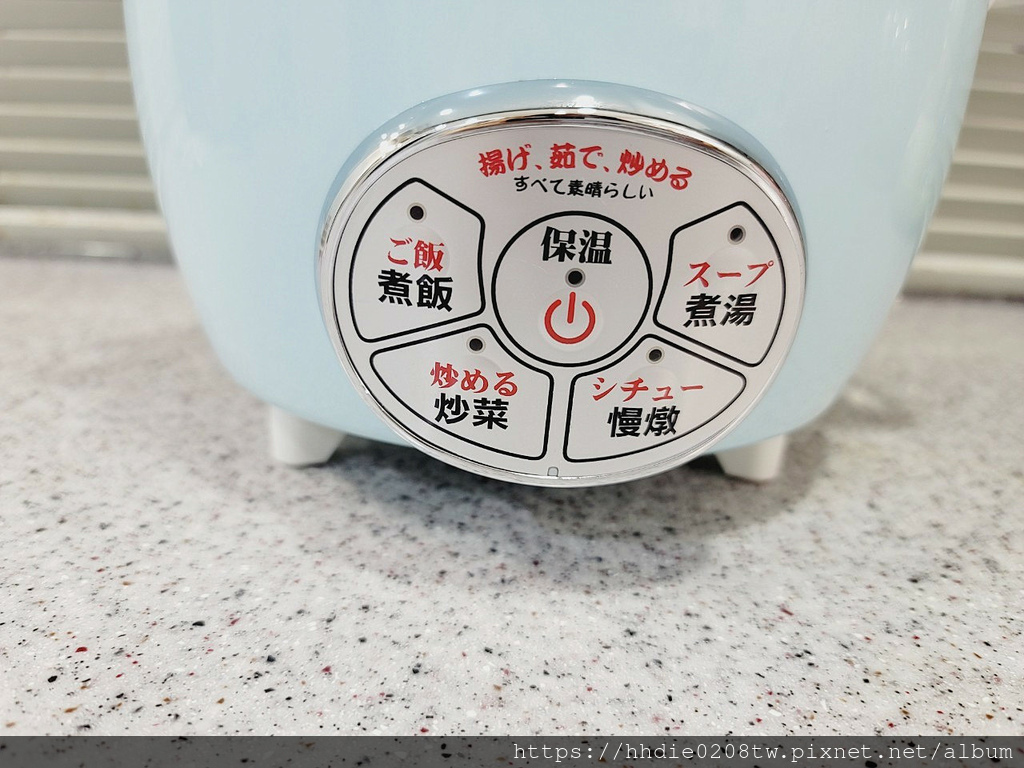 揚げ、茹で、炒める
すべて素晴らしい
保温
ご飯
煮飯
スープ
煮湯
炒める
炒菜
シチュー
慢燉
https://hhdie0208tw.pixnet.net/album